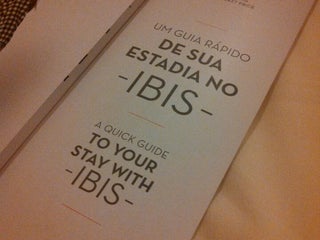 UM GUIA RÁPIDO
DE SUA
ESTADIA NO
-IBIS-
A QUICK GUIDE
TO YOUR
STAY WITH
-IBIS-